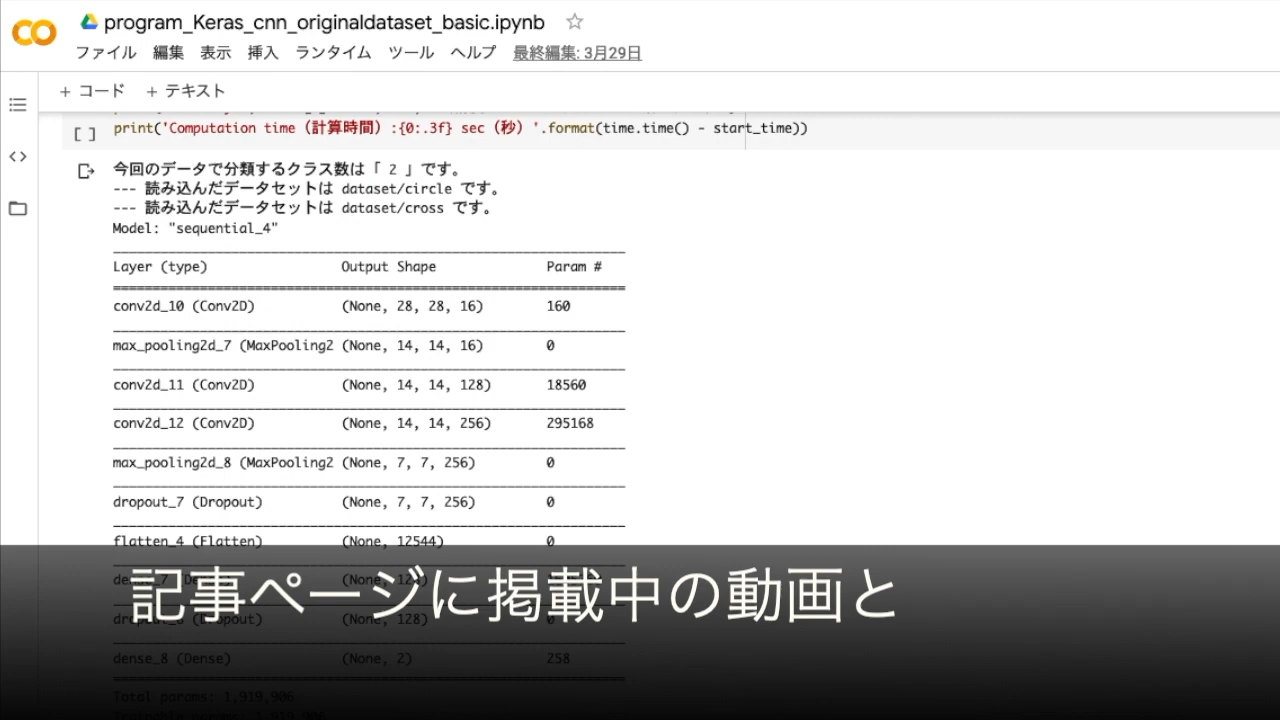 program_Keras_cnn_originaldataset_basic.ipynb
ファイル 編集 表示 挿入 ランタイム ツール ヘルプ 最終編集: 3月29日
+ コード + テキスト
[ ] print('Computation time（計算時間）:{0:.3f} sec（秒）'.format(time.time() - start_time))
今回のデータで分類するクラス数は「 2 」です。
--- 読み込んだデータセットは dataset/circle です。
--- 読み込んだデータセットは dataset/cross です。
Model: "sequential_4"
Layer (type) Output Shape Param #
conv2d_10 (Conv2D) (None, 28, 28, 16) 160
max_pooling2d_7 (MaxPooling2 (None, 14, 14, 16) 0
conv2d_11 (Conv2D) (None, 14, 14, 128) 18560
conv2d_12 (Conv2D) (None, 14, 14, 256) 295168
max_pooling2d_8 (MaxPooling2 (None, 7, 7, 256) 0
dropout_7 (Dropout) (None, 7, 7, 256) 0
flatten_4 (Flatten) (None, 12544) 0
記事ページに掲載中の動画と
(None, 128)
dense_8 (Dense) (None, 2) 258
Total params: 1,919,906